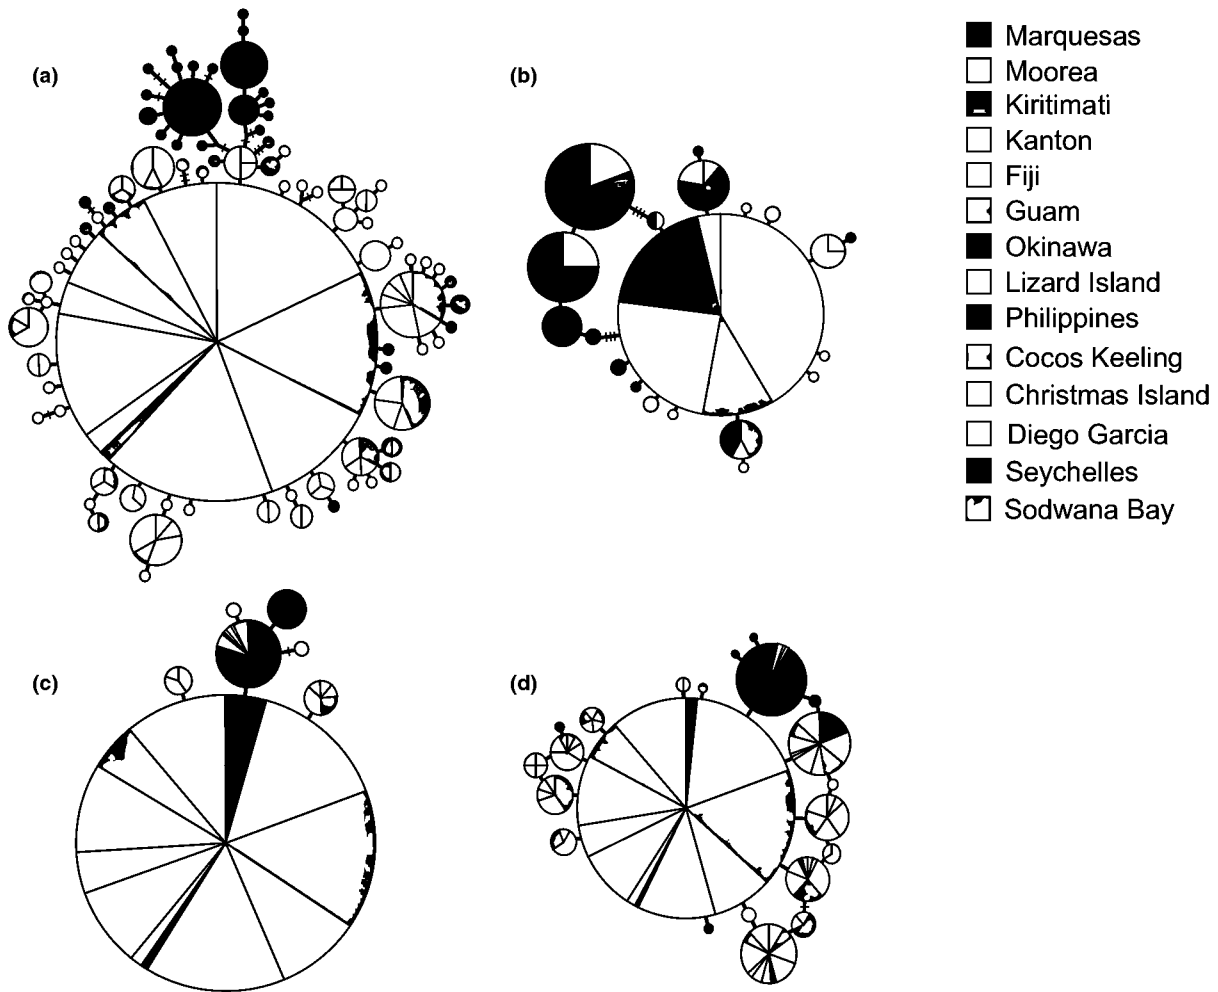 (a)
(b)
Marquesas
Moorea
Kiritimati
Kanton
Fiji
Guam
Okinawa
Lizard Island
Philippines
Cocos Keeling
Christmas Island
Diego Garcia
Seychelles
Sodwana Bay
(c)
(d)